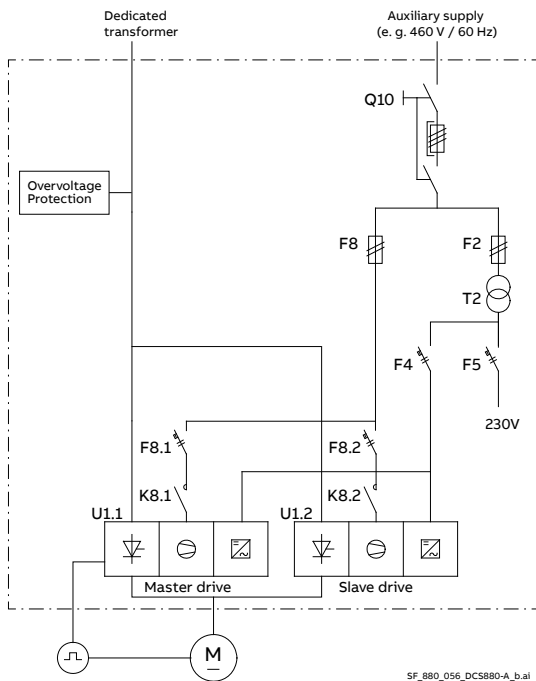 Dedicated
transformer
Auxiliary supply
(e. g. 460 V / 60 Hz)
Q10
Overvoltage
Protection
F8
F2
T2
F4
F5
230V
F8.1
F8.2
K8.1
K8.2
U1.1
U1.2
Master drive
Slave drive
M
SF_880_056_DCS880-A_b.ai